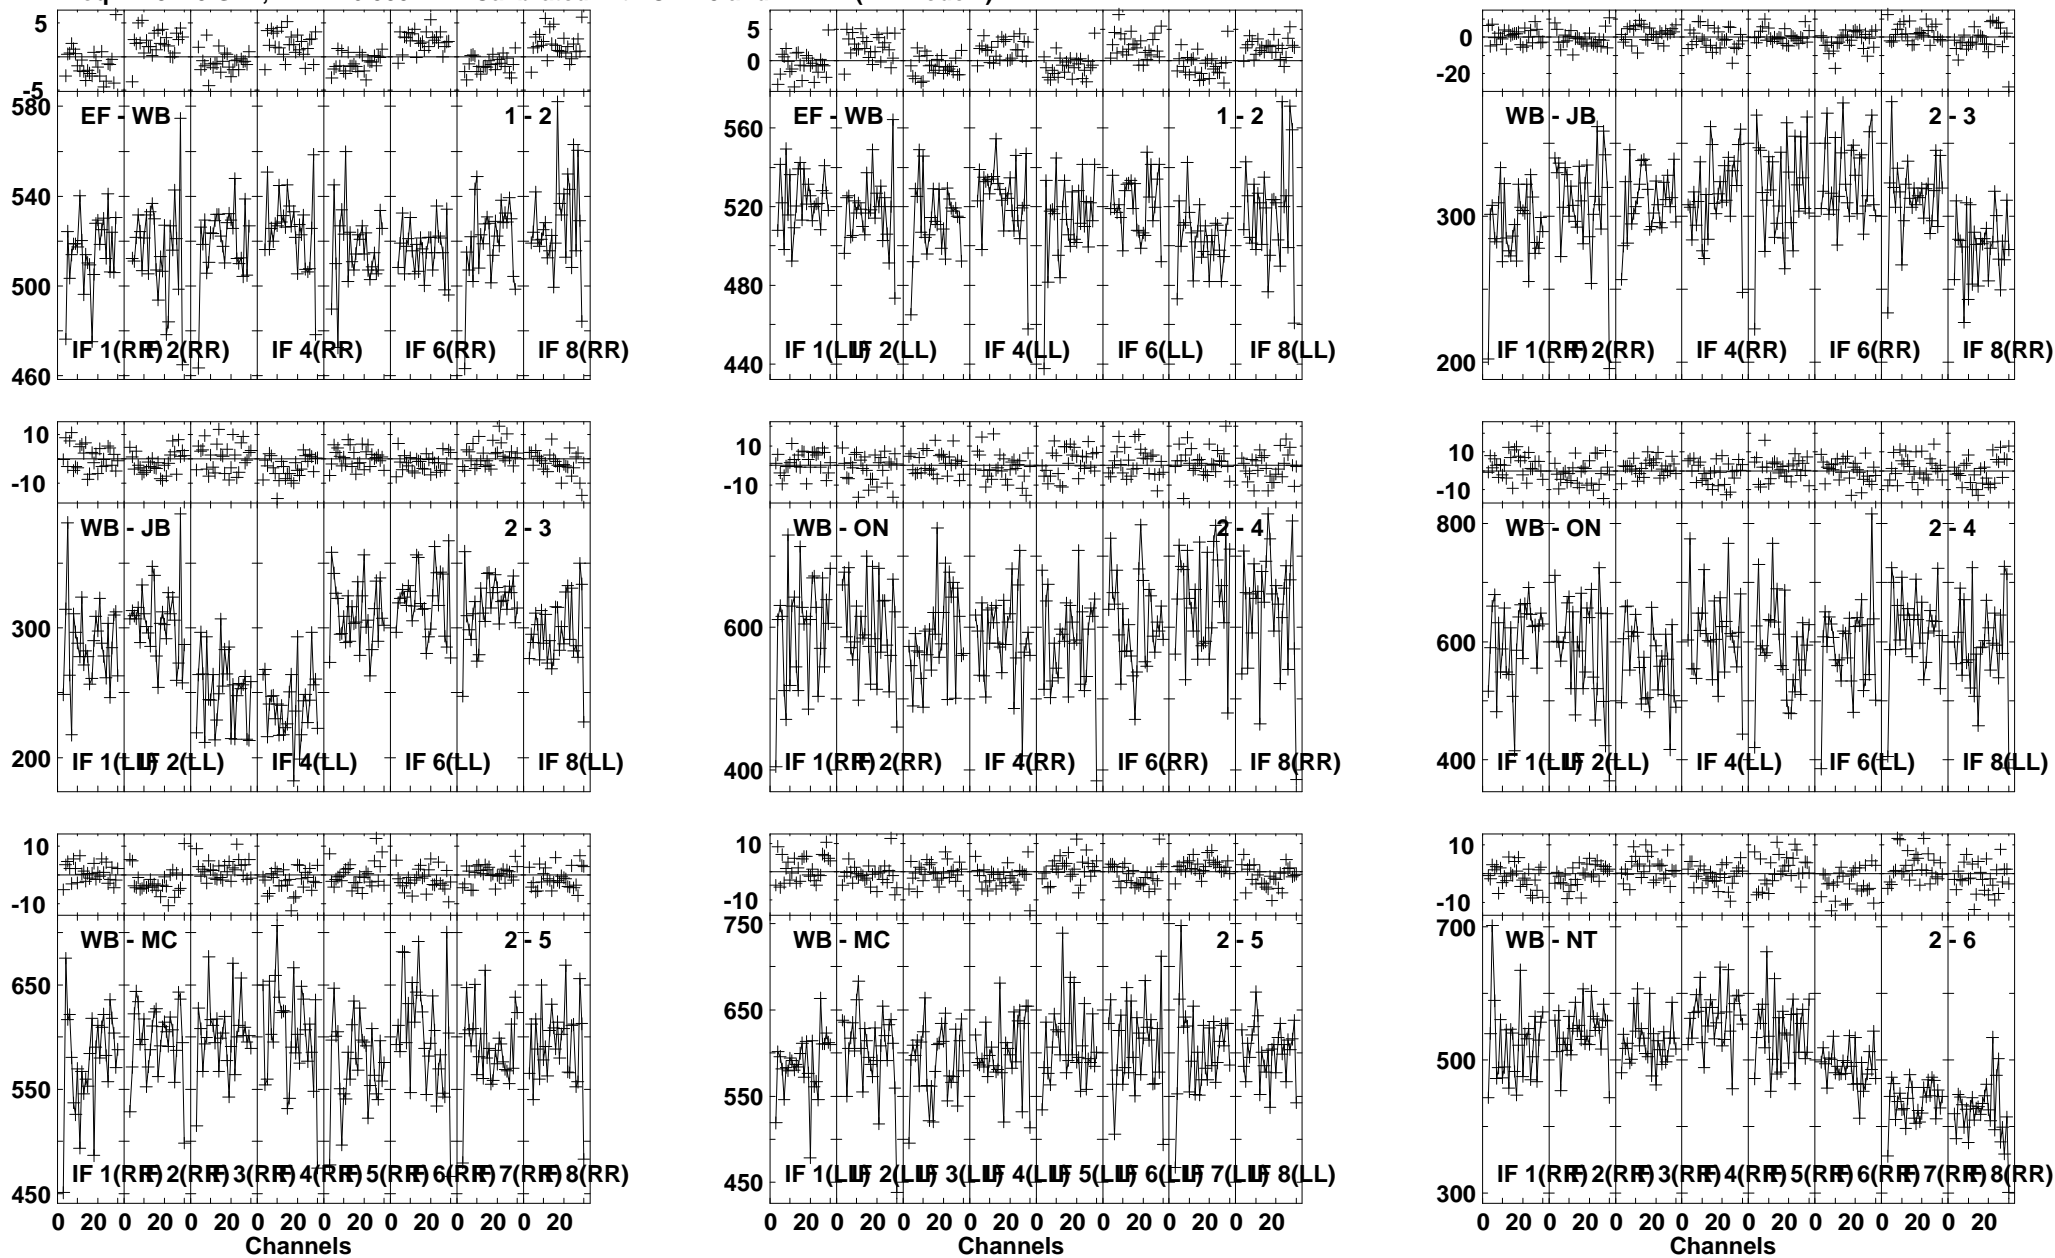 5
-5
580
540
500
460
EF - WB
1 - 2
IF 1(RR) IF 2(RR) IF 4(RR) IF 6(RR) IF 8(RR)
5
0
560
520
480
440
EF - WB
1 - 2
IF 1(LL) IF 2(LL) IF 4(LL) IF 6(LL) IF 8(LL)
0
-20
300
200
WB - JB
2 - 3
IF 1(RR) IF 2(RR) IF 4(RR) IF 6(RR) IF 8(RR)
10
-10
300
200
WB - JB
2 - 3
IF 1(LL) IF 2(LL) IF 4(LL) IF 6(LL) IF 8(LL)
10
-10
600
400
WB - ON
2 - 4
IF 1(RR) IF 2(RR) IF 4(RR) IF 6(RR) IF 8(RR)
10
-10
800
600
400
WB - ON
2 - 4
IF 1(LL) IF 2(LL) IF 4(LL) IF 6(LL) IF 8(LL)
10
-10
650
550
450
WB - MC
2 - 5
IF 1(RR) IF 2(RR) IF 3(RR) IF 4(RR) IF 5(RR) IF 6(RR) IF 7(RR) IF 8(RR)
0 20 0 20 0 20 0 20 0 20 0 20 0 20 0 20
Channels
10
-10
750
650
550
450
WB - MC
2 - 5
IF 1(LL) IF 2(LL) IF 3(LL) IF 4(LL) IF 5(LL) IF 6(LL) IF 7(LL) IF 8(LL)
0 20 0 20 0 20 0 20 0 20 0 20 0 20 0 20
Channels
10
-10
700
500
300
WB - NT
2 - 6
IF 1(RR) IF 2(RR) IF 3(RR) IF 4(RR) IF 5(RR) IF 6(RR) IF 7(RR) IF 8(RR)
0 20 0 20 0 20 0 20 0 20 0 20 0 20 0 20
Channels